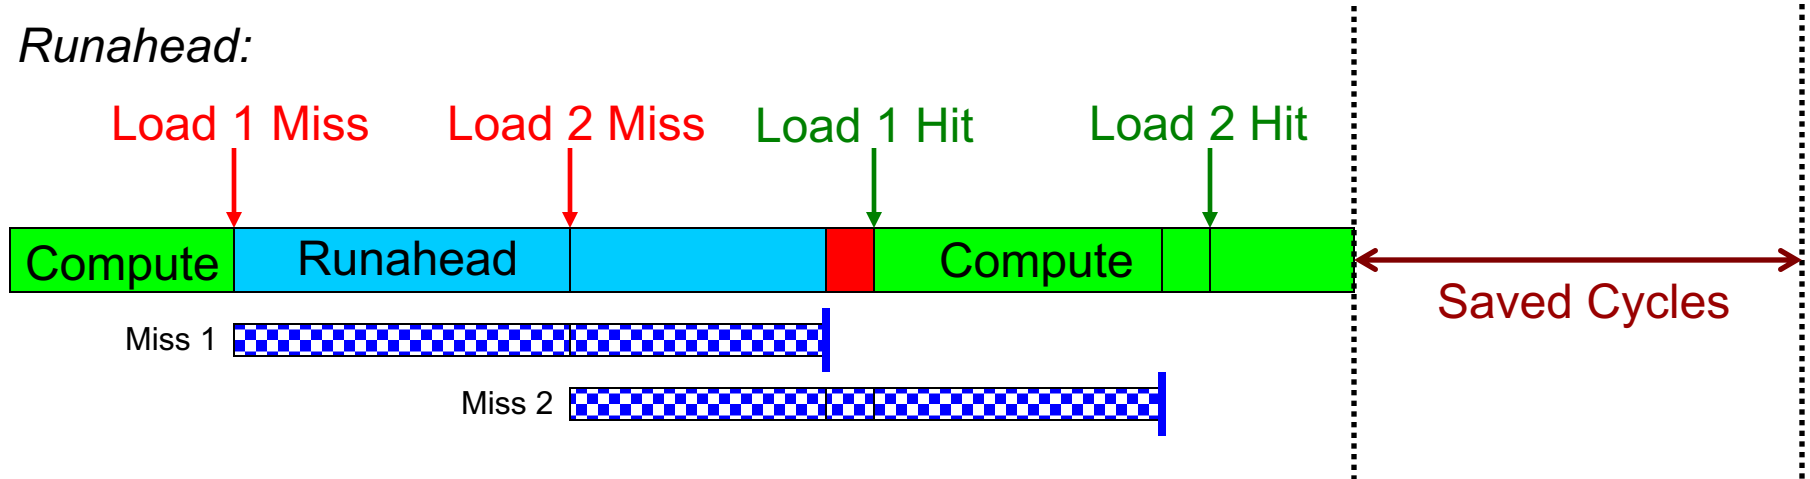 Runahead:
Load 1 Miss
Load 2 Miss
Load 1 Hit
Load 2 Hit
Compute
Runahead
Compute
Saved Cycles
Miss 1
Miss 2